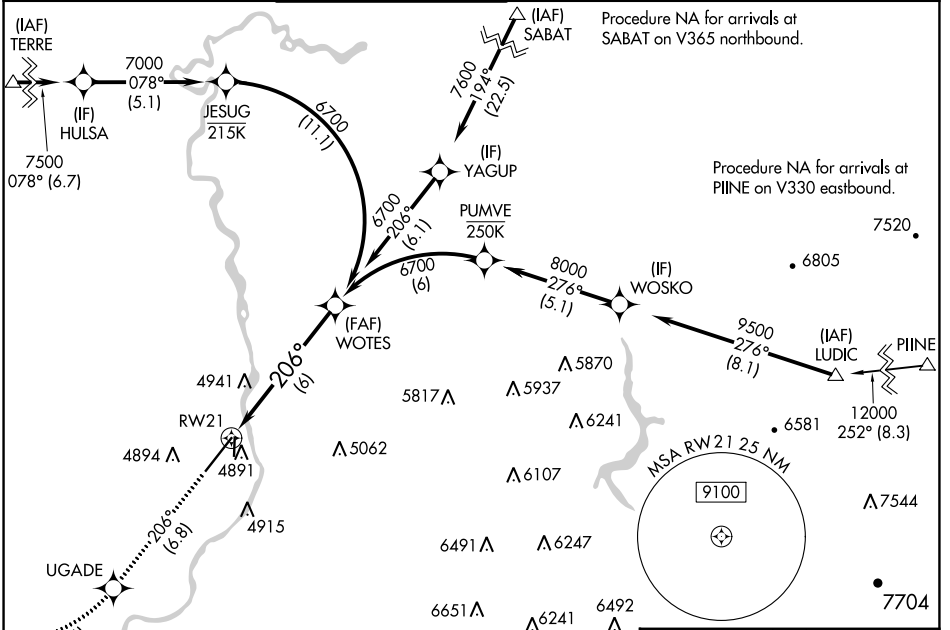 (IAF)
TERRE
7000
078°
(5.1)
(IF)
HULSA
JESUG
215K
7500
078° (6.7)
6700
(11.1)
(IAF)
SABAT
7600
194°
(22.5)
Procedure NA for arrivals at
SABAT on V365 northbound.
(IF)
YAGUP
6700
206°
(6.1)
PUMVE
250K
6700
(6)
Procedure NA for arrivals at
PIINE on V330 eastbound.
7520
6805
8000
276°
(5.1)
(IF)
WOSKO
(FAF)
WOTES
9500
276°
(8.1)
(IAF)
LUDIC
PIINE
12000
252° (8.3)
206°
(6)
4941
5870
5817
5937
6241
6581
RW21
4894
4891
5062
6107
MSA RW21 25 NM
9100
7544
4915
206°
(6.8)
6491
6247
UGADE
7704
6651
6241
6492